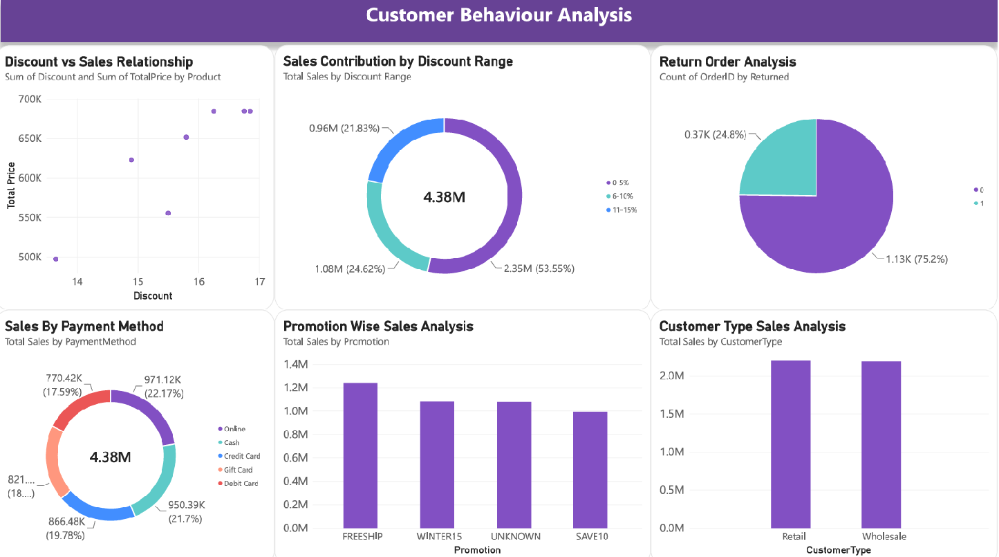 Customer Behaviour Analysis
Discount vs Sales Relationship
Sum of Discount and Sum of TotalPrice by Product
700K
650K
600K
550K
500K
Total Price
14
15
16
17
Discount
Sales Contribution by Discount Range
Total Sales by Discount Range
0.96M (21.83%)
4.38M
1.08M (24.62%)
2.35M (53.55%)
0-5%
6-10%
11-15%
Return Order Analysis
Count of OrderID by Returned
0.37K (24.8%)
1.13K (75.2%)
0
1
Sales By Payment Method
Total Sales by PaymentMethod
770.42K
(17.59%)
971.12K
(22.17%)
4.38M
821....
(18....)
866.48K
(19.78%)
950.39K
(21.7%)
Online
Cash
Credit Card
Gift Card
Debit Card
Promotion Wise Sales Analysis
Total Sales by Promotion
1.4M
1.2M
1.0M
0.8M
0.6M
0.4M
0.2M
0.0M
FREESHIP
WINTER15
UNKNOWN
SAVE10
Promotion
Customer Type Sales Analysis
Total Sales by CustomerType
2.0M
1.5M
1.0M
0.5M
0.0M
Retail
Wholesale
CustomerType